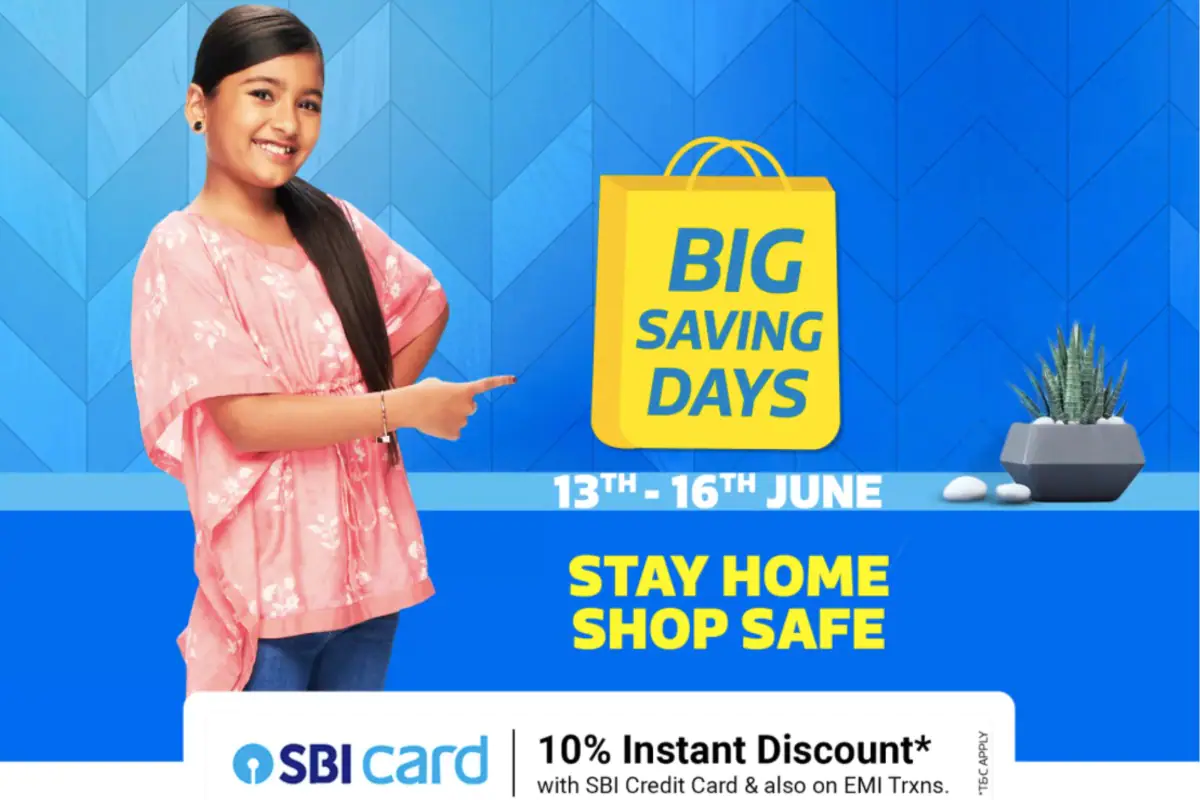 BIG
SAVING
DAYS
13TH - 16TH JUNE
STAY HOME
SHOP SAFE
SBI card
10% Instant Discount*
with SBI Credit Card & also on EMI Trxns.
*T&C APPLY